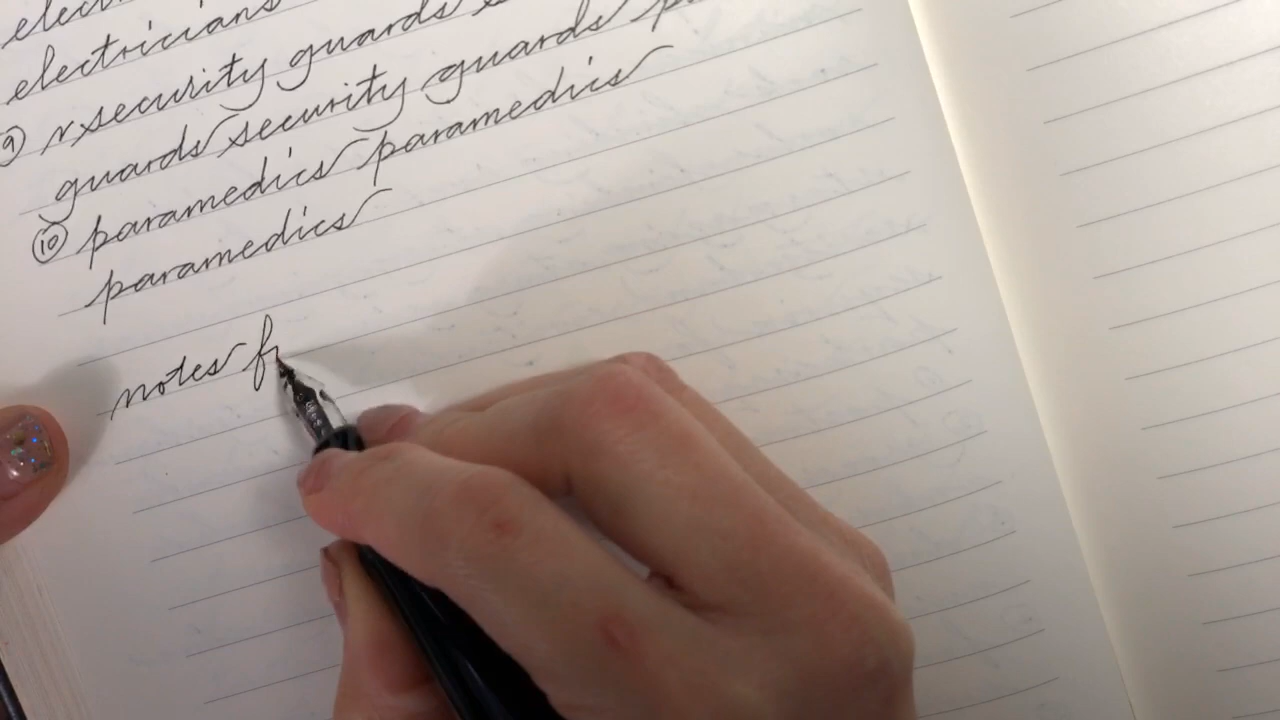 electricians
⑨ security guards
guards security guards
⑩ paramedics paramedics
paramedics
notes f